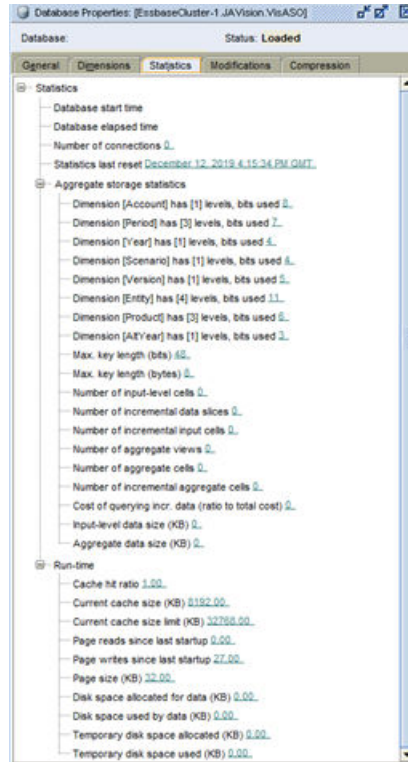 Database Properties: [EssbaseCluster-1.JAVision.VisASO]
Database: Status: Loaded
General Dimensions Statistics Modifications Compression
Statistics
Database start time
Database elapsed time
Number of connections 0
Statistics last reset December 12, 2019 4:15:34 PM GMT
Aggregate storage statistics
Dimension [Account] has [1] levels, bits used 8
Dimension [Period] has [3] levels, bits used 7
Dimension [Year] has [1] levels, bits used 4
Dimension [Scenario] has [1] levels, bits used 4
Dimension [Version] has [1] levels, bits used 5
Dimension [Entity] has [4] levels, bits used 11
Dimension [Product] has [3] levels, bits used 6
Dimension [AltYear] has [1] levels, bits used 3
Max. key length (bits) 48
Max. key length (bytes) 8
Number of input-level cells 0
Number of incremental data slices 0
Number of incremental input cells 0
Number of aggregate views 0
Number of aggregate cells 0
Number of incremental aggregate cells 0
Cost of querying incr. data (ratio to total cost) 0
Input-level data size (KB) 0
Aggregate data size (KB) 0
Run-time
Cache hit ratio 1.00
Current cache size (KB) 8192.00
Current cache size limit (KB) 32768.00
Page reads since last startup 0.00
Page writes since last startup 27.00
Page size (KB) 32.00
Disk space allocated for data (KB) 0.00
Disk space used by data (KB) 0.00
Temporary disk space allocated (KB) 0.00
Temporary disk space used (KB) 0.00